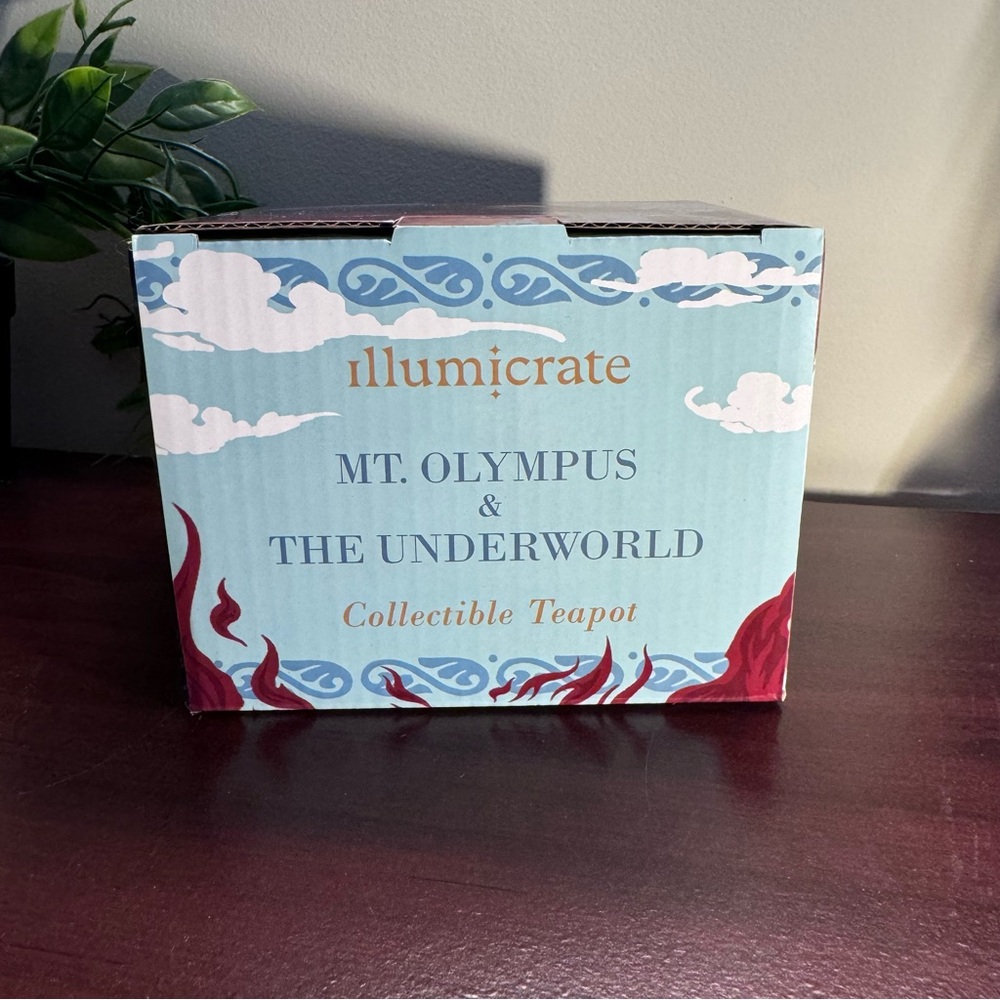 illumicrate
MT. OLYMPUS
&
THE UNDERWORLD
Collectible Teapot